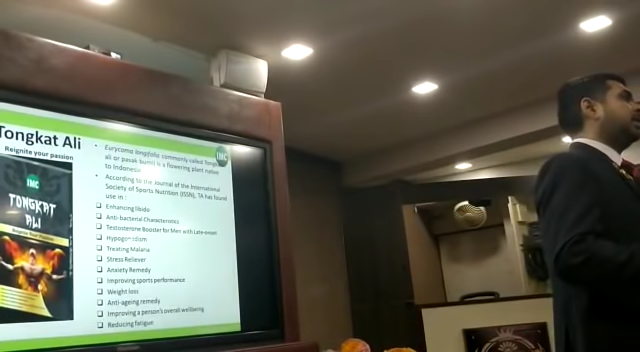 Tongkat Ali
Reignite your passion
IMC
TONGKAT
ALI
• Eurycoma longifolia commonly called Tongkat
ali or pasak bumi) is a flowering plant native
to Indonesia
IMC
• According to the Journal of the International
Society of Sports Nutrition (ISSN), TA has found
use in :
❑ Enhancing libido
❑ Anti-bacterial Characteristics
❑ Testosterone Booster for Men with Late-onset
❑ Hypogonadism
❑ Treating Malaria
❑ Stress Reliever
❑ Anxiety Remedy
❑ Improving sports performance
❑ Weight loss
❑ Anti-ageing remedy
❑ Improving a person's overall wellbeing
❑ Reducing fatigue